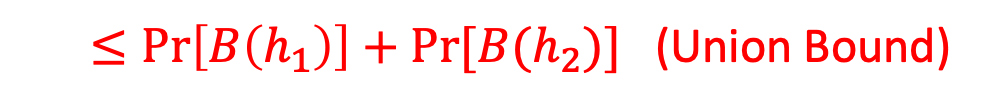 ≤ Pr[B(h₁)] + Pr[B(h₂)] (Union Bound)